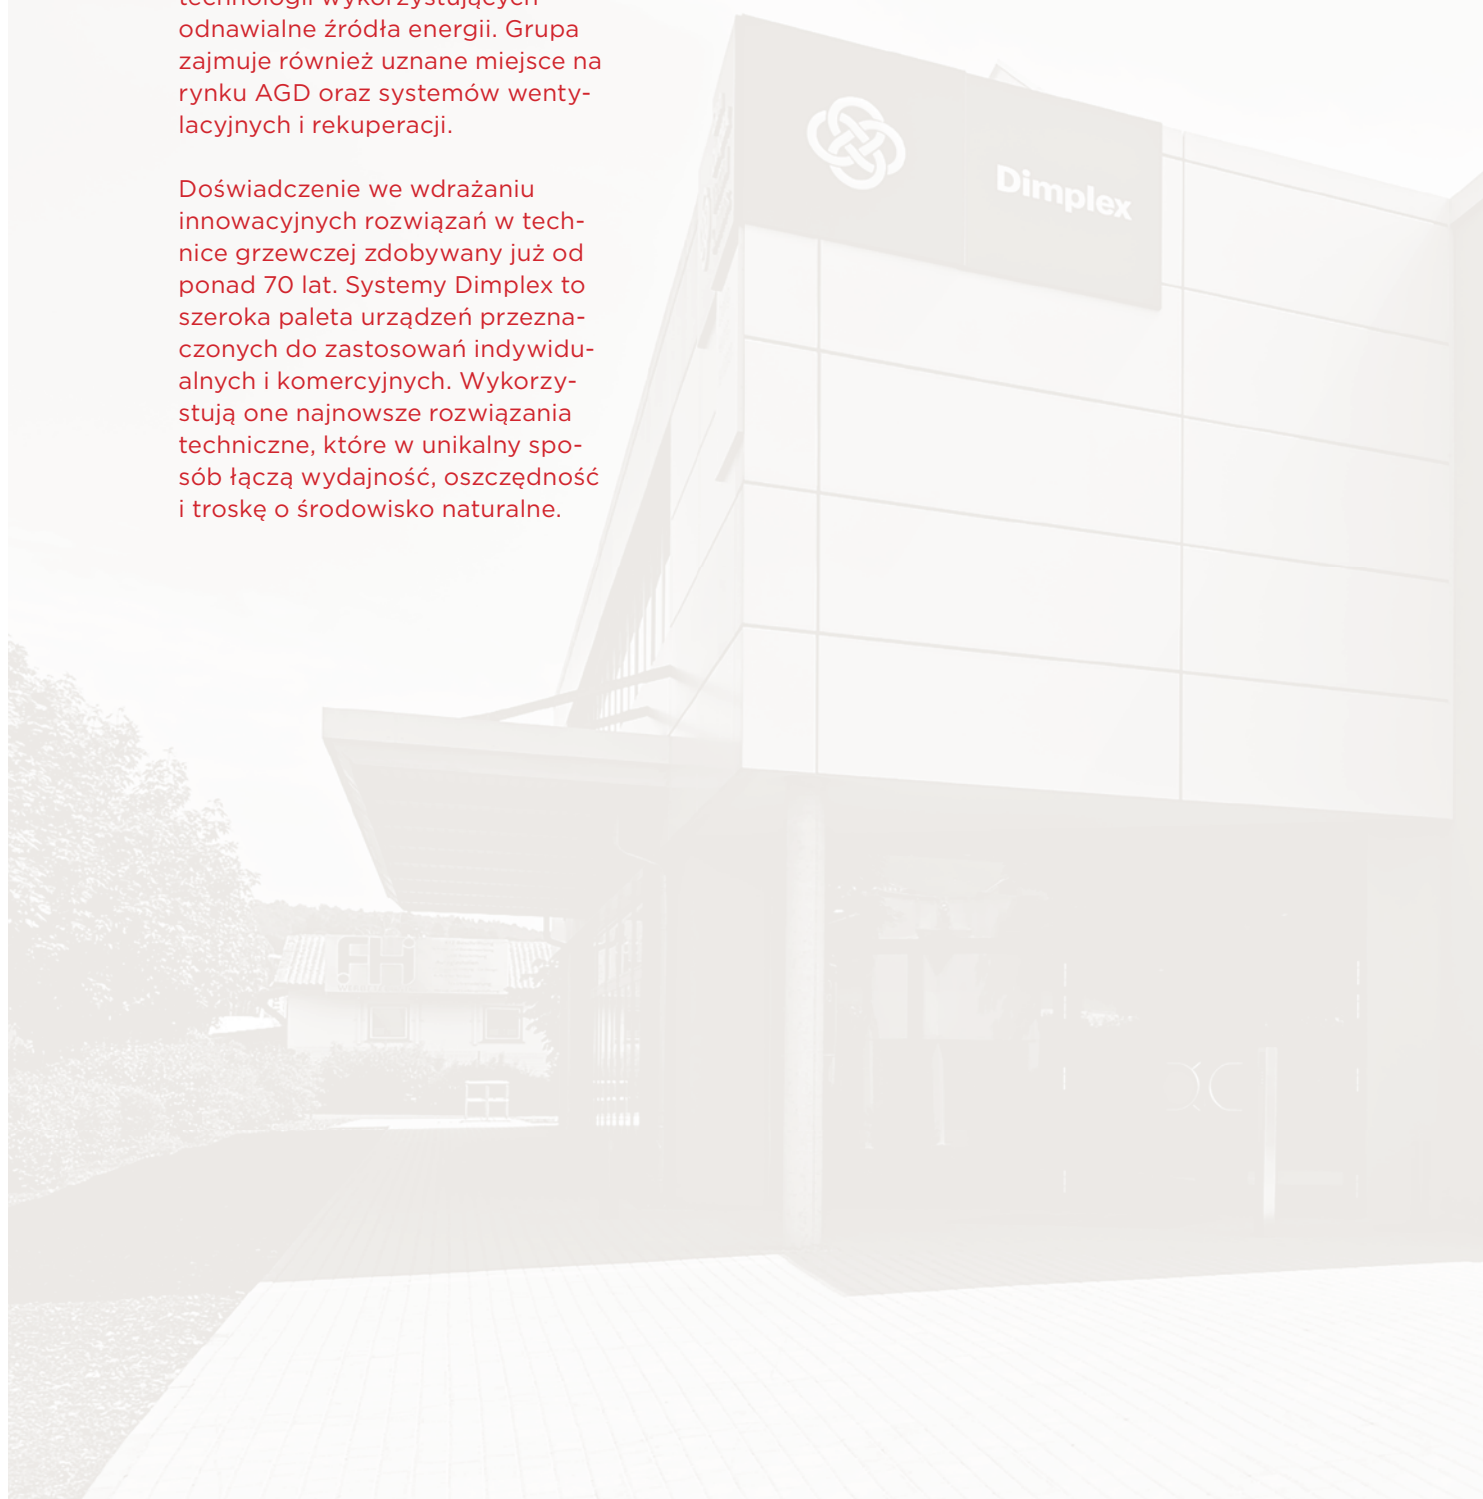 technologii wykorzystujących
odnawialne źródła energii. Grupa
zajmuje również uznane miejsce na
rynku AGD oraz systemów wenty-
lacyjnych i rekuperacji.
Doświadczenie we wdrażaniu
innowacyjnych rozwiązań w tech-
nice grzewczej zdobywany już od
ponad 70 lat. Systemy Dimplex to
szeroka paleta urządzeń przezna-
czonych do zastosowań indywidu-
alnych i komercyjnych. Wykorzy-
stują one najnowsze rozwiązania
techniczne, które w unikalny spo-
sób łączą wydajność, oszczędność
i troskę o środowisko naturalne.
Dimplex